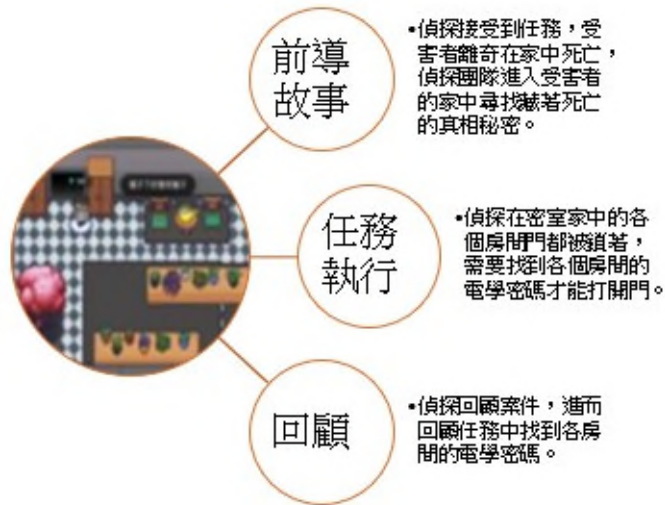 前導
故事
•偵探接受到任務，受
害者離奇在家中死亡，
偵探團隊進入受害者
的家中尋找藏著死亡
的真相秘密。
任務
執行
•偵探在密室家中的各
個房間門都被鎖著，
需要找到各個房間的
電學密碼才能打開門。
回顧
•偵探回顧案件，進而
回顧任務中找到各房
間的電學密碼。